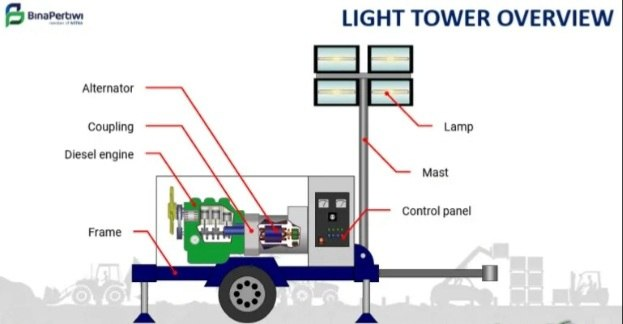 BINAPERTIWI
LIGHT TOWER OVERVIEW
Alternator
Coupling
Diesel engine
Frame
Lamp
Mast
Control panel